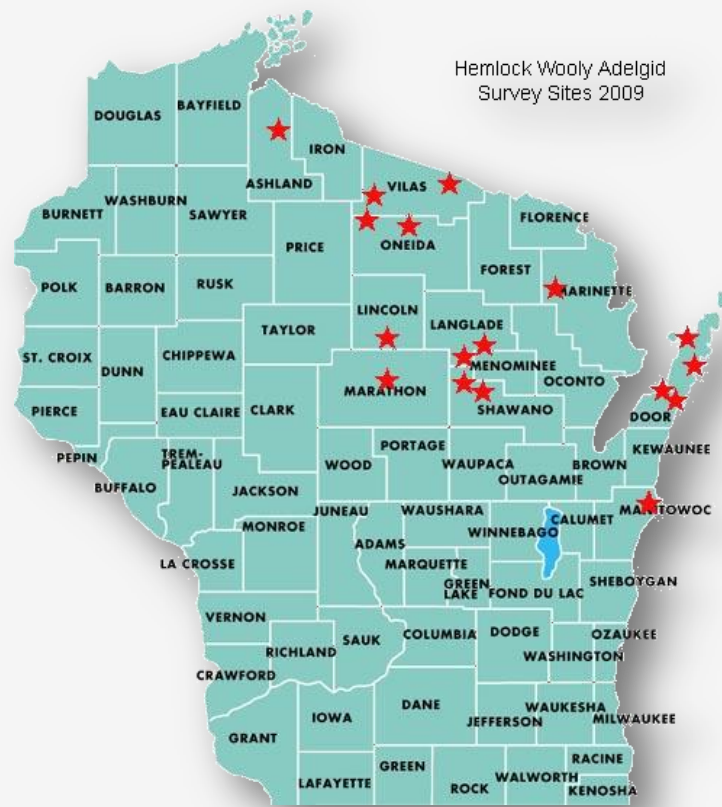 Hemlock Wooly Adelgid
Survey Sites 2009
DOUGLAS
BAYFIELD
ASHLAND
IRON
VILAS
BURNETT
WASHBURN
SAWYER
PRICE
ONEIDA
FLORENCE
FOREST
MARINETTE
POLK
BARRON
RUSK
LINCOLN
LANGLADE
TAYLOR
ST. CROIX
DUNN
CHIPPEWA
MENOMINEE
OCONTO
MARATHON
SHAWANO
DOOR
PIERCE
EAU CLAIRE
CLARK
PEPIN
TREM-
PEALEAU
BUFFALO
JACKSON
WOOD
PORTAGE
WAUPACA
OUTAGAMIE
BROWN
KEWAUNEE
MONROE
JUNEAU
ADAMS
WAUSHARA
WINNEBAGO
CALUMET
MANITOWOC
LA CROSSE
MARQUETTE
GREEN
LAKE
FOND DU LAC
SHEBOYGAN
VERNON
RICHLAND
SAUK
COLUMBIA
DODGE
OZAUKEE
WASHINGTON
CRAWFORD
GRANT
IOWA
DANE
JEFFERSON
WAUKESHA
MILWAUKEE
LAFAYETTE
GREEN
ROCK
WALWORTH
RACINE
KENOSHA